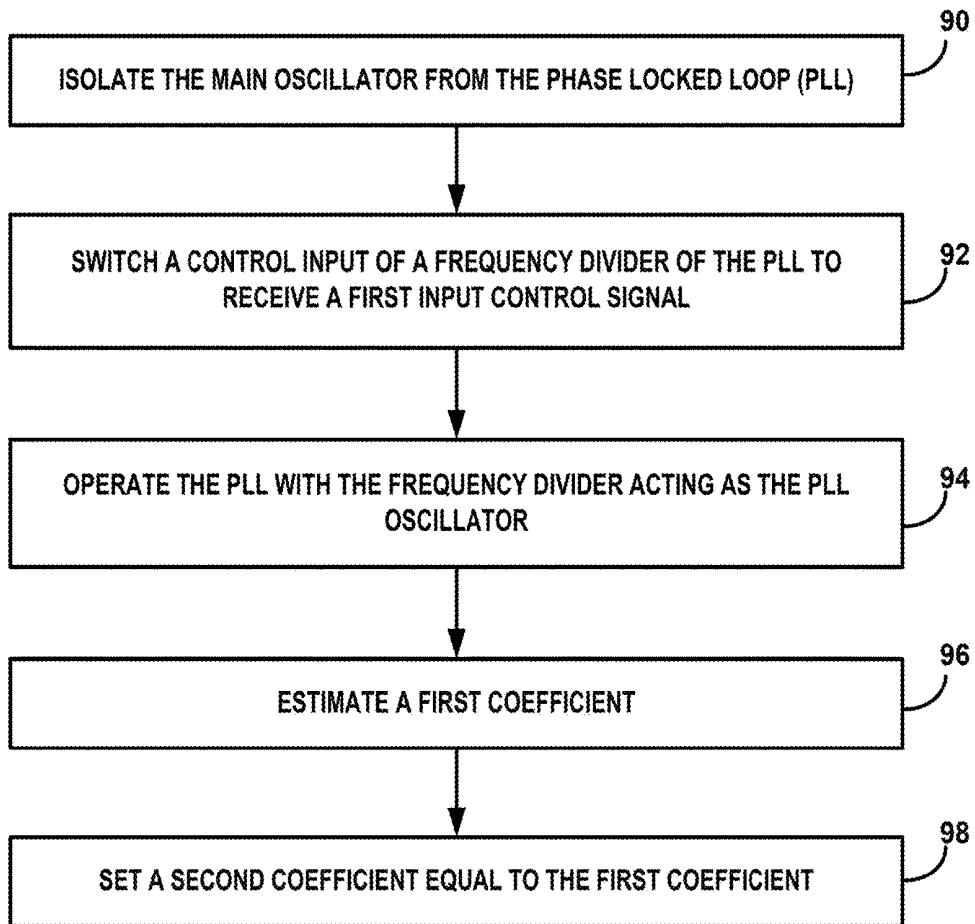 90
ISOLATE THE MAIN OSCILLATOR FROM THE PHASE LOCKED LOOP (PLL)
92
SWITCH A CONTROL INPUT OF A FREQUENCY DIVIDER OF THE PLL TO
RECEIVE A FIRST INPUT CONTROL SIGNAL
94
OPERATE THE PLL WITH THE FREQUENCY DIVIDER ACTING AS THE PLL
OSCILLATOR
96
ESTIMATE A FIRST COEFFICIENT
98
SET A SECOND COEFFICIENT EQUAL TO THE FIRST COEFFICIENT